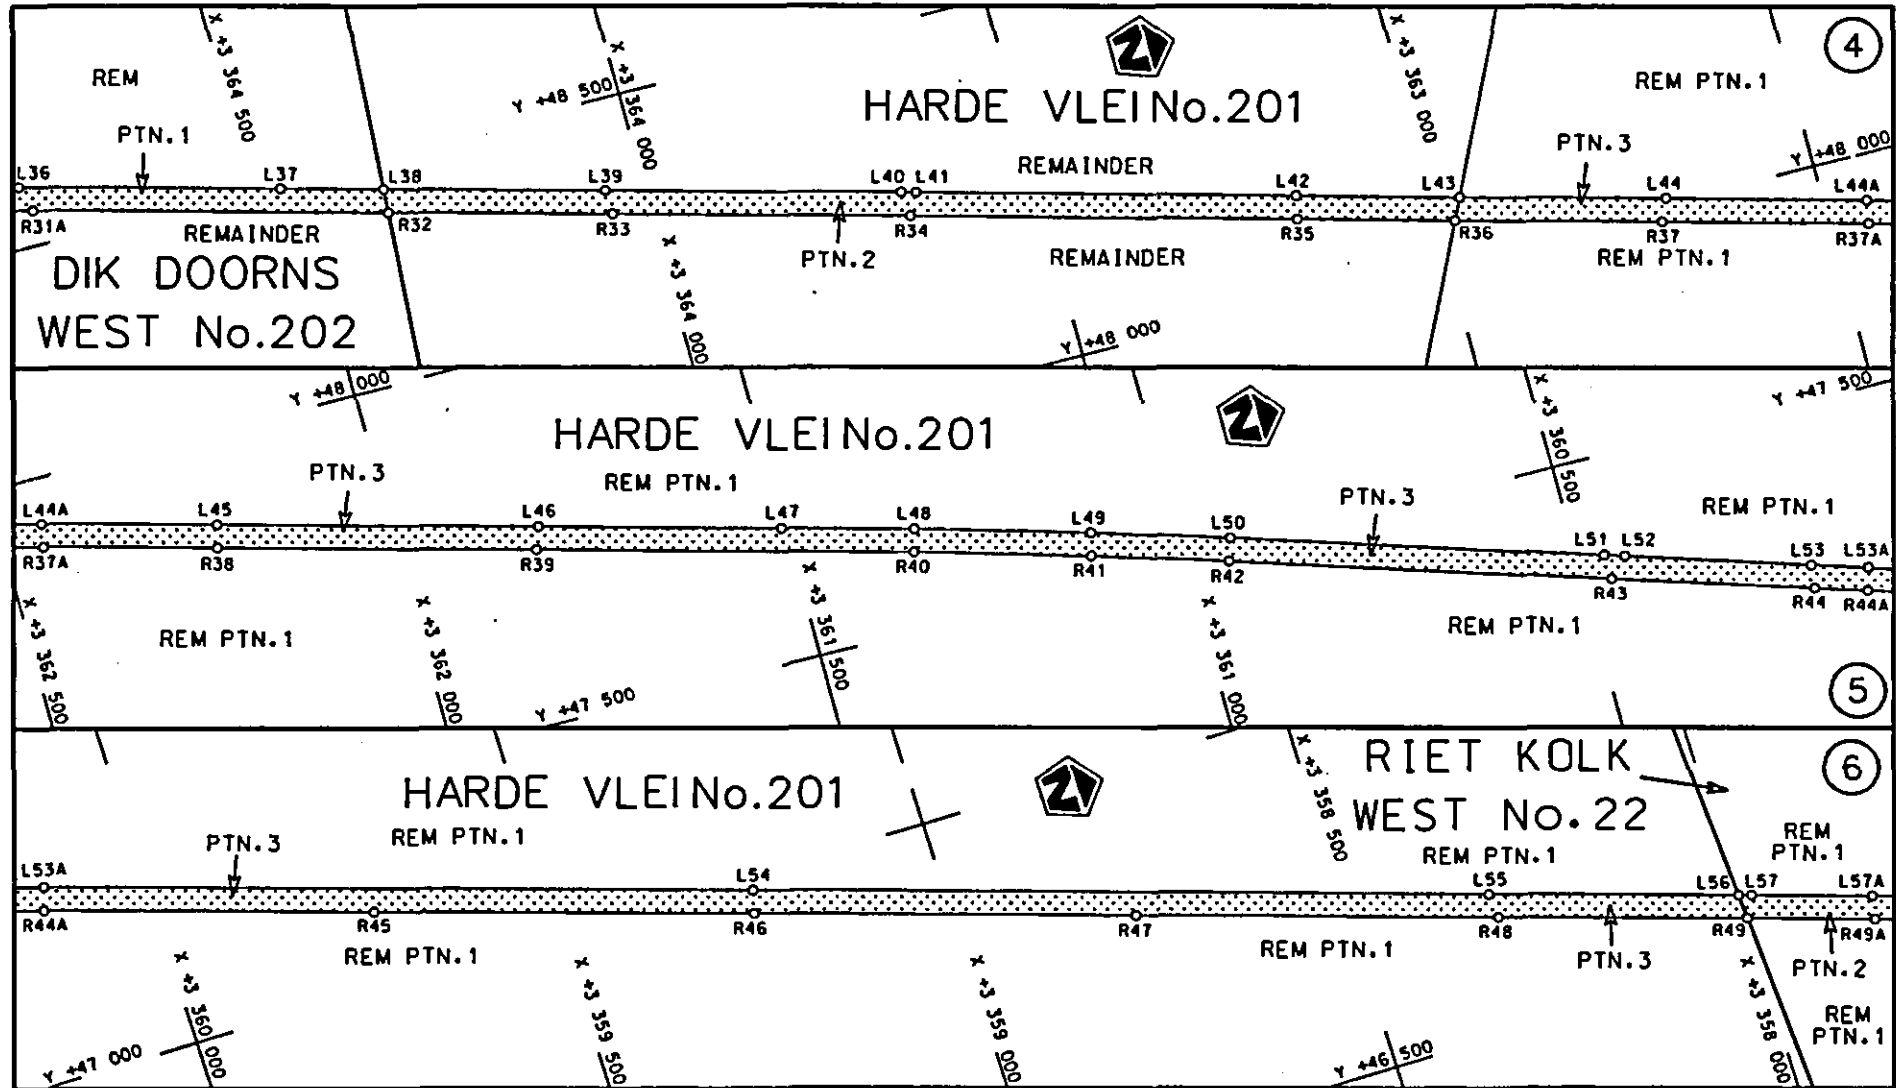 4
REM
X +3 364 500
X +3 364 000
Y +48 500
HARDE VLEI No.201
X +3 363 000
REM PTN.1
PTN.1
REMAINDER
PTN.3
Y +48 000
L36
L37
L38
L39
L40
L41
L42
L43
L44
L44A
R31A
R32
R33
R34
R35
R36
R37
R37A
REMAINDER
PTN.2
REMAINDER
REM PTN.1
DIK DOORNS
WEST No.202
X +3 364 000
Y +48 000
Y +48 000
HARDE VLEI No.201
X +3 360 500
Y +47 500
PTN.3
REM PTN.1
PTN.3
REM PTN.1
L44A
L45
L46
L47
L48
L49
L50
L51
L52
L53
L53A
R37A
R38
R39
R40
R41
R42
R43
R44
R44A
X +3 362 500
REM PTN.1
X +3 362 000
X +3 361 500
X +3 361 000
REM PTN.1
Y +47 500
5
HARDE VLEI No.201
X +3 358 500
RIET KOLK
WEST No.22
6
PTN.3
REM PTN.1
REM PTN.1
REM
PTN.1
L53A
L54
L55
L56
L57
L57A
R44A
R45
R46
R47
R48
R49
R49A
REM PTN.1
REM PTN.1
PTN.3
PTN.2
REM
PTN.1
X +3 360 000
Y +47 000
X +3 359 500
X +3 359 000
Y +46 500
X +3 358 000